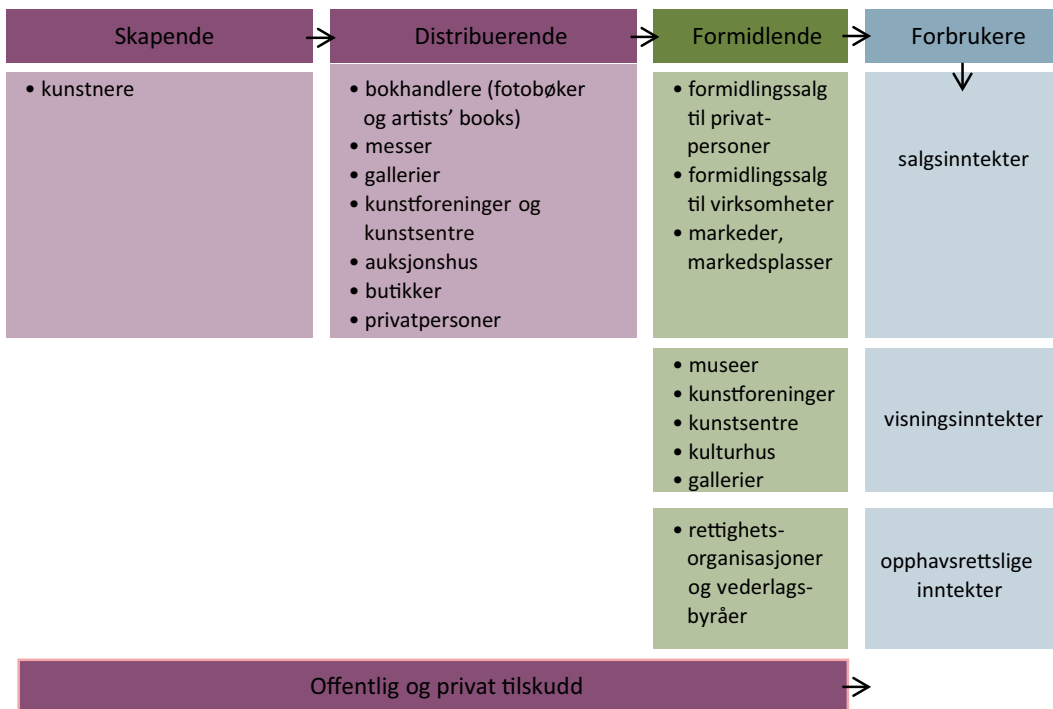 Skapende
Distribuerende
Formidlende
Forbrukere
• kunstnere
• bokhandlere (fotobøker
og artists’ books)
• messer
• gallerier
• kunstforeninger og
kunstsentre
• auksjonshus
• butikker
• privatpersoner
• formidlingssalg
til privat-
personer
• formidlingssalg
til virksomheter
• markeder,
markedsplasser
salgsinntekter
• museer
• kunstforeninger
• kunstsentre
• kulturhus
• gallerier
visningsinntekter
• rettighets-
organisasjoner
og vederlags-
byråer
opphavsrettslige
inntekter
Offentlig og privat tilskudd